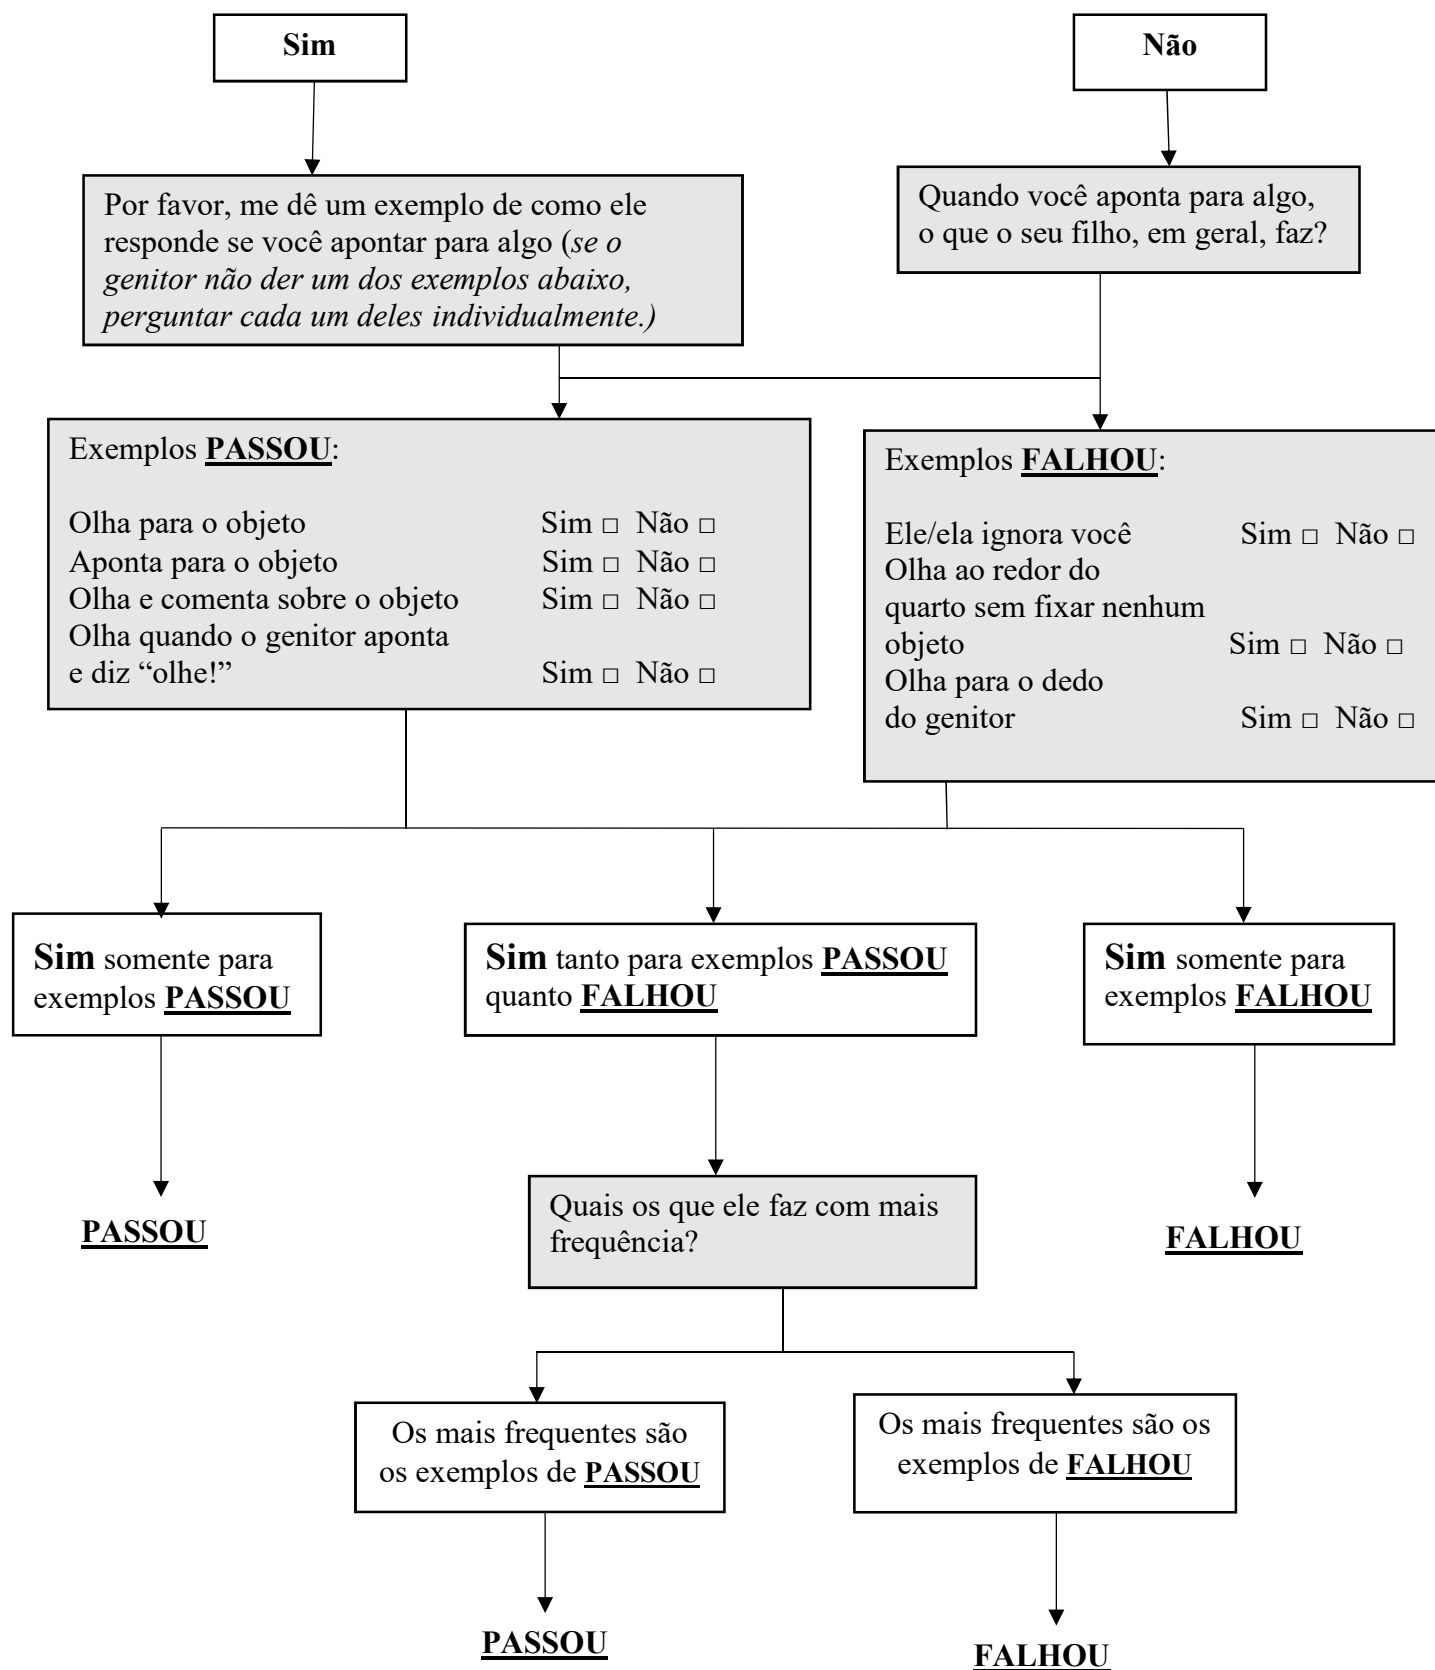 Sim
Não
Por favor, me dê um exemplo de como ele
responde se você apontar para algo (se o
genitor não der um dos exemplos abaixo,
perguntar cada um deles individualmente.)
Quando você aponta para algo,
o que o seu filho, em geral, faz?
Exemplos PASSOU:
Olha para o objeto Sim □ Não □
Aponta para o objeto Sim □ Não □
Olha e comenta sobre o objeto Sim □ Não □
Olha quando o genitor aponta
e diz “olhe!” Sim □ Não □
Exemplos FALHOU:
Ele/ela ignora você Sim □ Não □
Olha ao redor do
quarto sem fixar nenhum
objeto Sim □ Não □
Olha para o dedo
do genitor Sim □ Não □
Sim somente para
exemplos PASSOU
Sim tanto para exemplos PASSOU
quanto FALHOU
Sim somente para
exemplos FALHOU
PASSOU
Quais os que ele faz com mais
frequência?
FALHOU
Os mais frequentes são
os exemplos de PASSOU
Os mais frequentes são os
exemplos de FALHOU
PASSOU
FALHOU